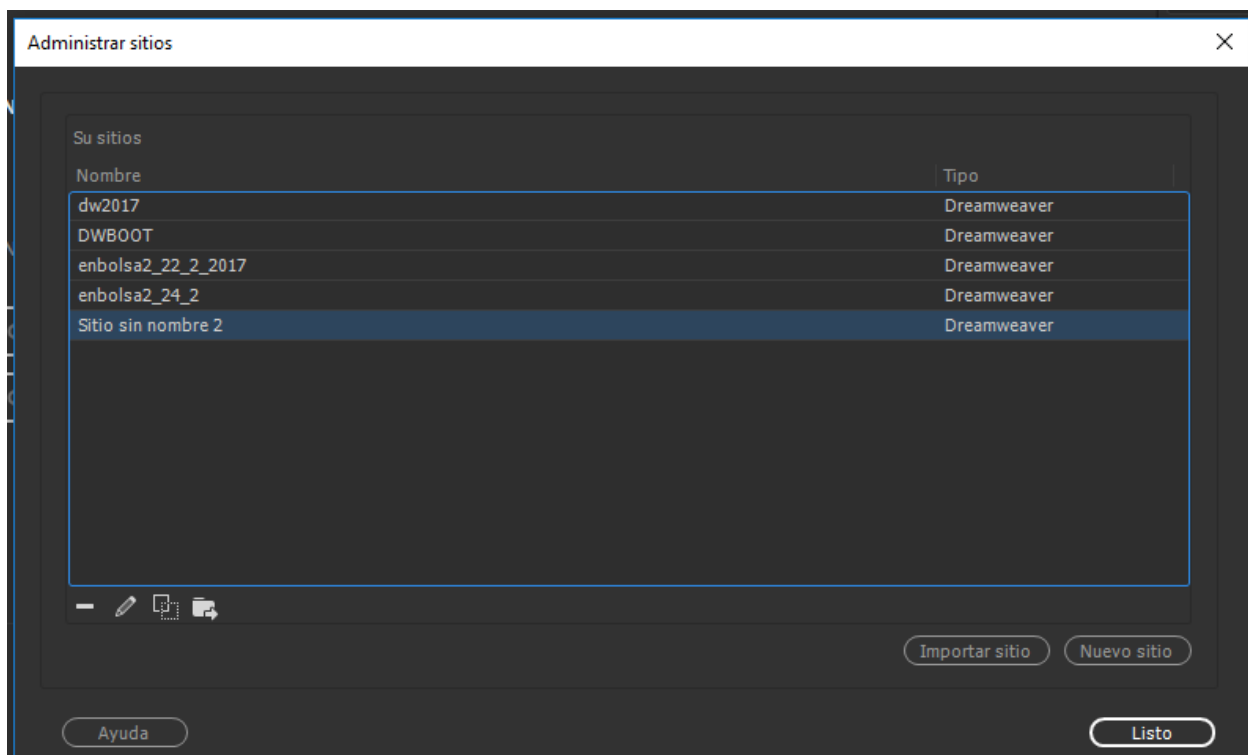 Administrar sitios
Su sitios
Nombre Tipo
dw2017 Dreamweaver
DWBOOT Dreamweaver
enbolsa2_22_2_2017 Dreamweaver
enbolsa2_24_2 Dreamweaver
Sitio sin nombre 2 Dreamweaver
Importar sitio Nuevo sitio
Ayuda Listo